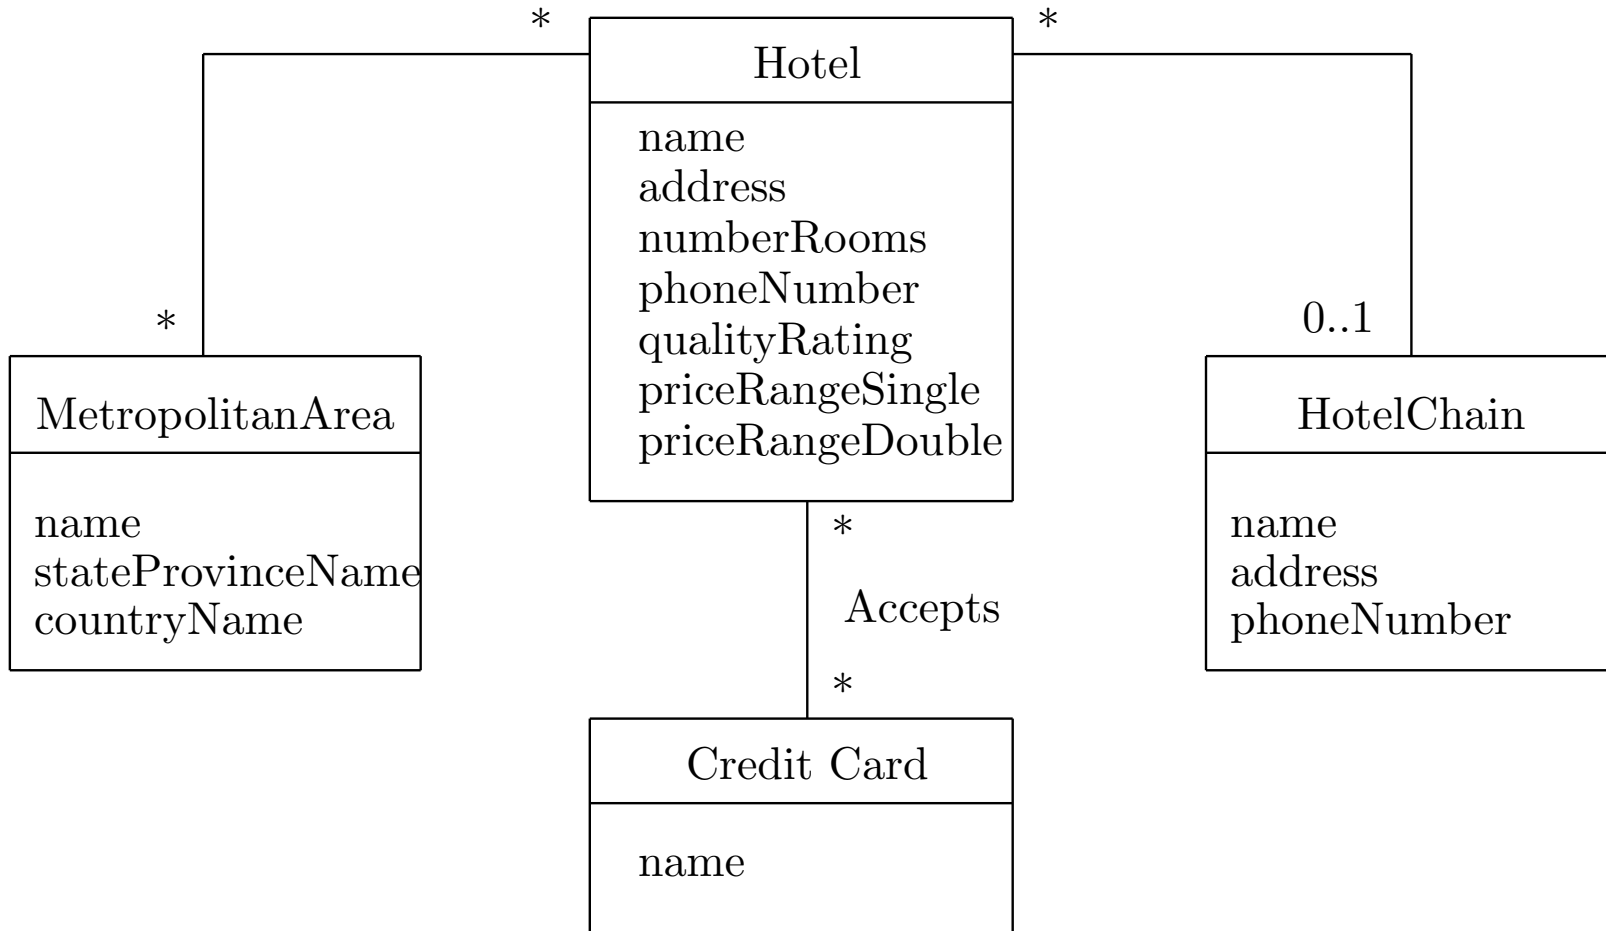 *
*
Hotel
name
address
numberRooms
phoneNumber
qualityRating
priceRangeSingle
priceRangeDouble
*
MetropolitanArea
name
stateProvinceName
countryName
0..1
HotelChain
name
address
phoneNumber
*
Accepts
*
Credit Card
name